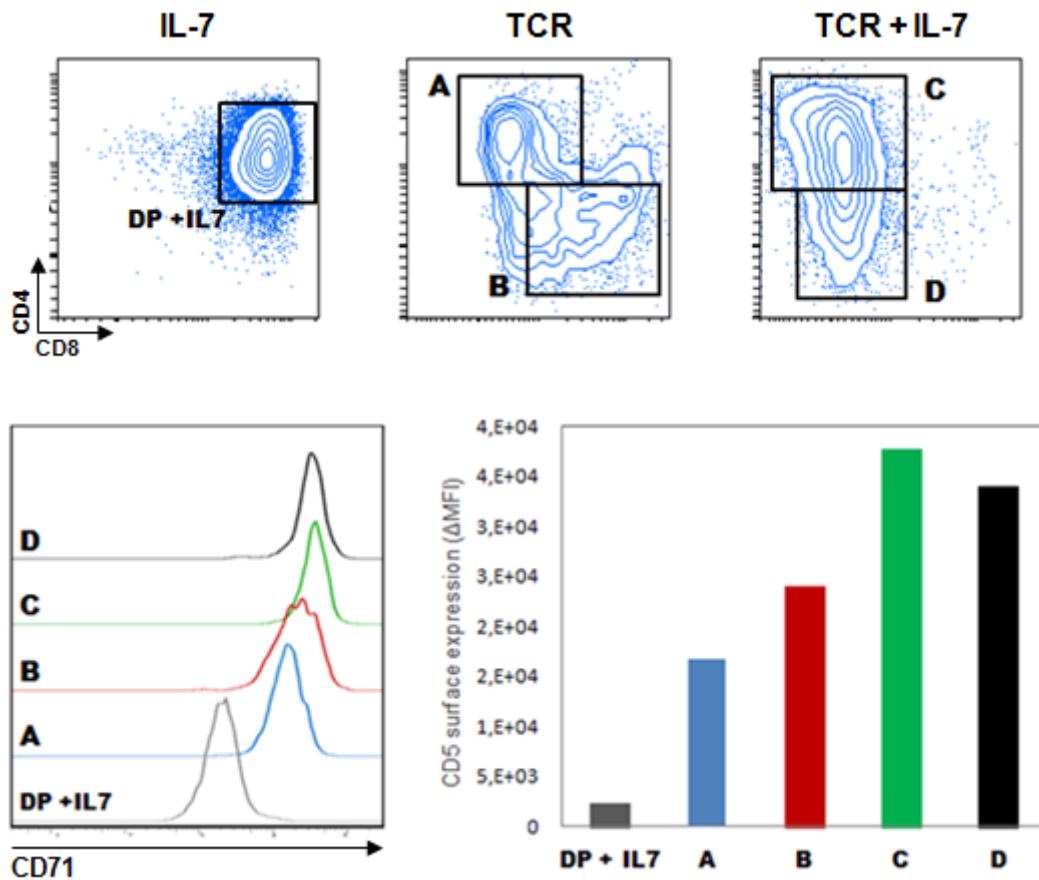 IL-7
TCR
TCR + IL-7
A
C
DP +IL7
B
D
CD4
CD8
D
C
B
A
DP +IL7
CD71
CD5 surface expression (ΔMFI)
4,E+04
4,E+04
3,E+04
3,E+04
2,E+04
2,E+04
1,E+04
5,E+03
0
DP + IL7 A B C D